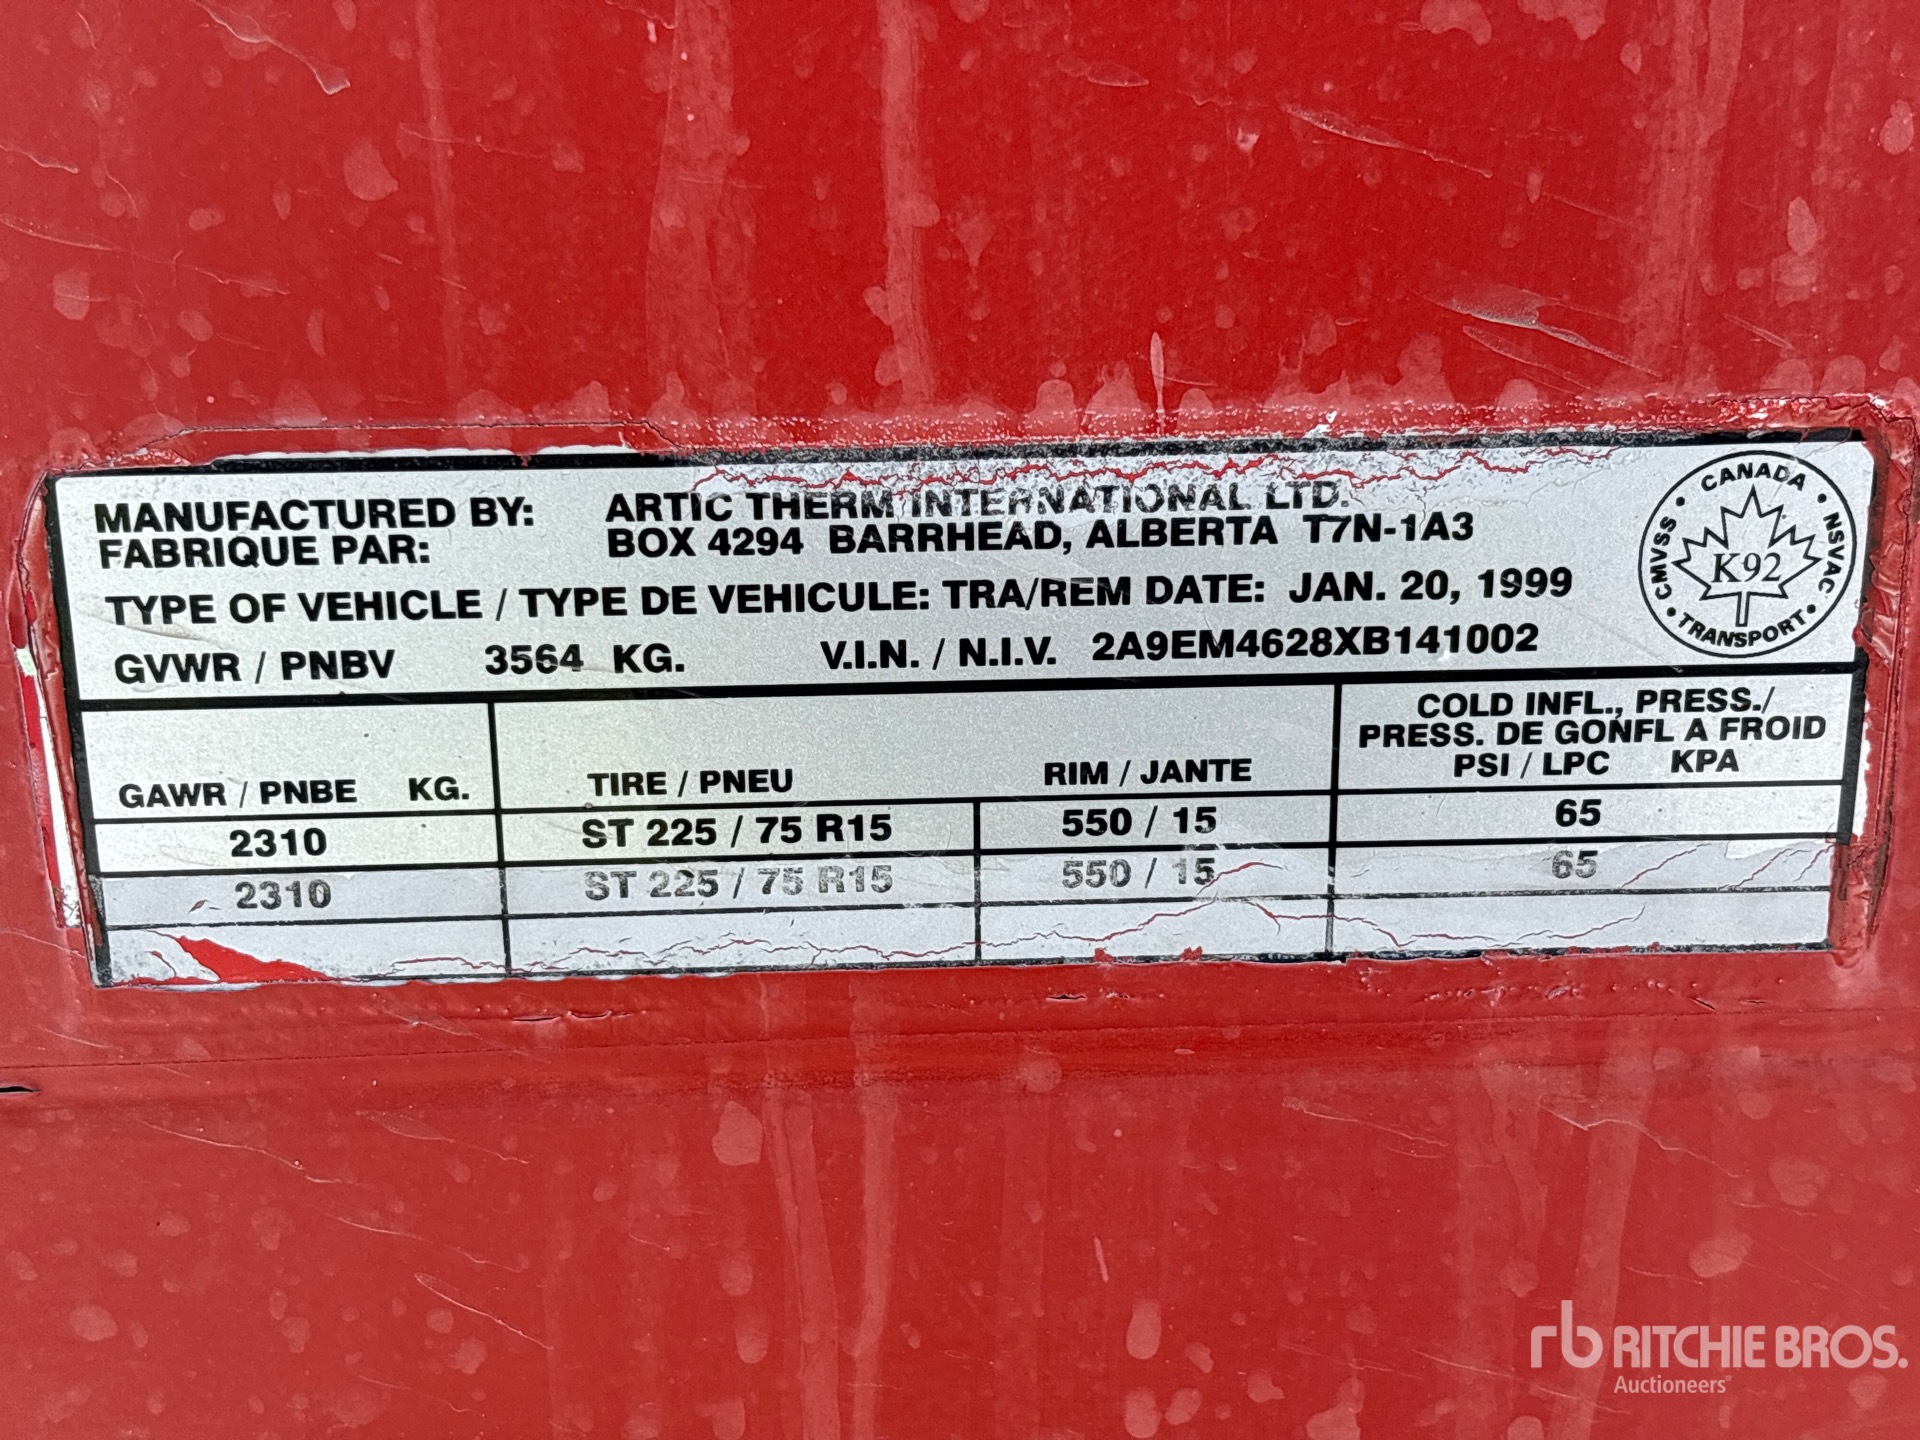 MANUFACTURED BY: ARTIC THERM INTERNATIONAL LTD.
FABRIQUE PAR: BOX 4294 BARRHEAD, ALBERTA T7N-1A3
TYPE OF VEHICLE / TYPE DE VEHICULE: TRA/REM DATE: JAN. 20, 1999
GVWR / PNBV 3564 KG. V.I.N. / N.I.V. 2A9EM4628XB141002
CANADA
CMVSS • K92 • NSVAC
TRANSPORT
COLD INFL., PRESS./
PRESS. DE GONFL A FROID
GAWR / PNBE KG. TIRE / PNEU RIM / JANTE PSI / LPC KPA
2310 ST 225 / 75 R15 550 / 15 65
2310 ST 225 / 75 R15 550 / 15 65
rb RITCHIE BROS.
Auctioneers